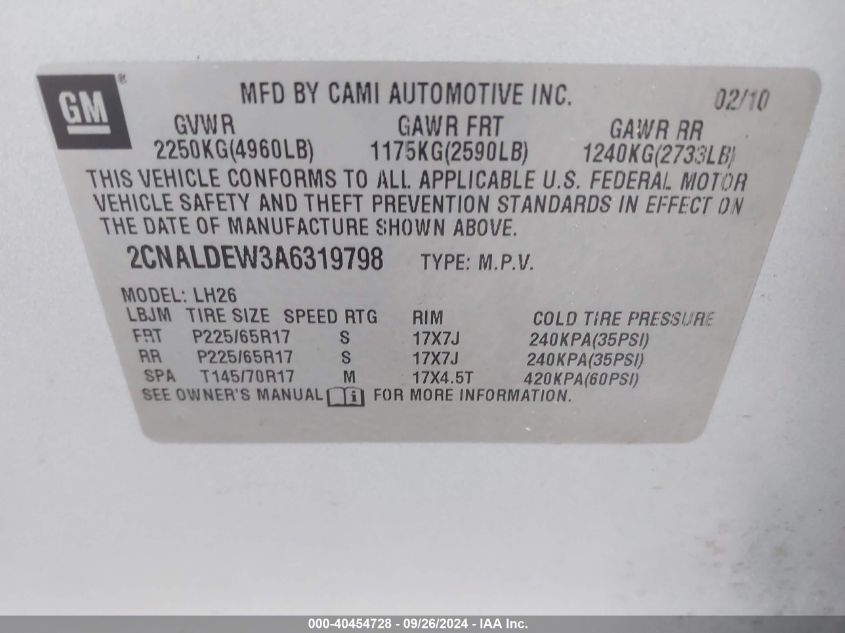 GM®
MFD BY CAMI AUTOMOTIVE INC. 02/10
GVWR GAWR FRT GAWR RR
2250KG(4960LB) 1175KG(2590LB) 1240KG(2733LB)
THIS VEHICLE CONFORMS TO ALL APPLICABLE U.S. FEDERAL MOTOR
VEHICLE SAFETY AND THEFT PREVENTION STANDARDS IN EFFECT ON
THE DATE OF MANUFACTURE SHOWN ABOVE.
2CNALDEW3A6319798 TYPE: M.P.V.
MODEL: LH26
LBJM TIRE SIZE SPEED RTG RIM COLD TIRE PRESSURE
FRT P225/65R17 S 17X7J 240KPA(35PSI)
RR P225/65R17 S 17X7J 240KPA(35PSI)
SPA T145/70R17 M 17X4.5T 420KPA(60PSI)
SEE OWNER'S MANUAL FOR MORE INFORMATION.
000-40454728 - 09/26/2024 - IAA Inc.